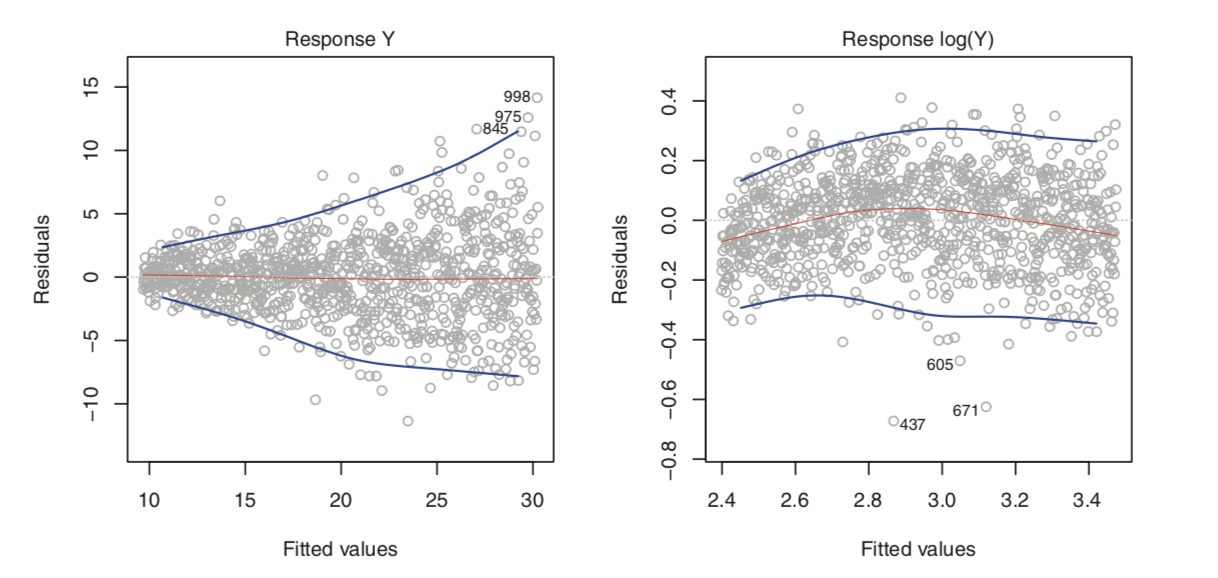 Response Y
Residuals
15
10
5
0
−5
−10
998
975
845
10 15 20 25 30
Fitted values
Response log(Y)
Residuals
0.4
0.2
0.0
−0.2
−0.4
−0.6
−0.8
605
671
437
2.4 2.6 2.8 3.0 3.2 3.4
Fitted values